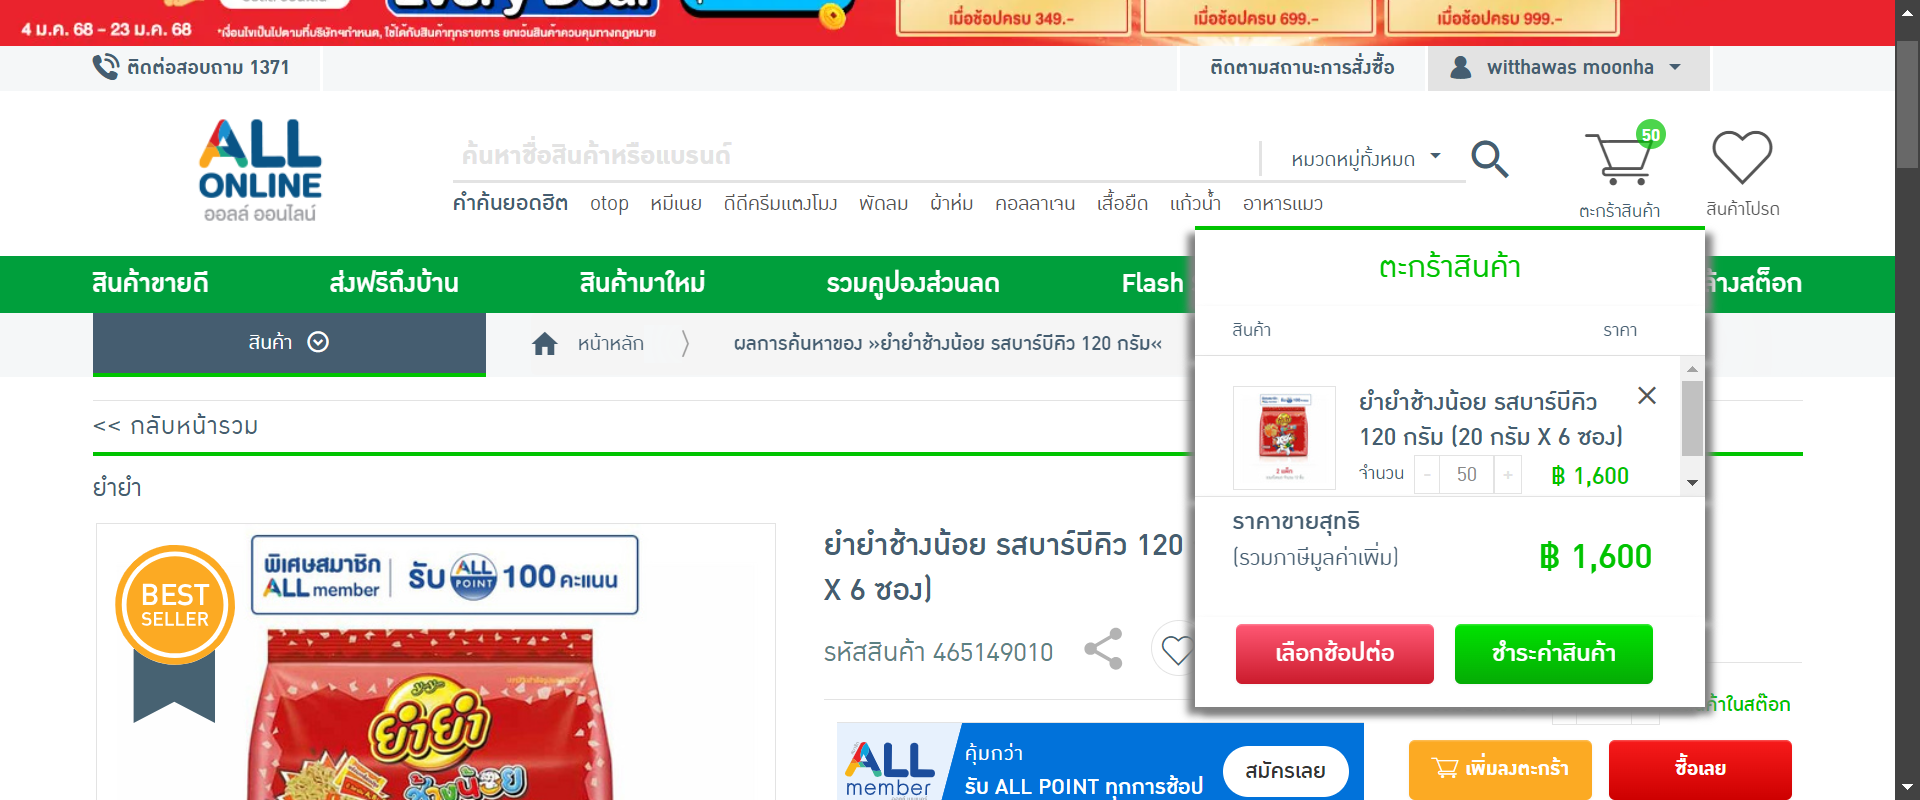 เมื่อช้อปครบ 349.-
เมื่อช้อปครบ 699.-
เมื่อช้อปครบ 999.-
4 ม.ค. 68 - 23 ม.ค. 68
*เงื่อนไขเป็นไปตามที่บริษัทฯกำหนด, ใช้ได้กับสินค้าทุกรายการ ยกเว้นสินค้าควบคุมทางกฎหมาย
ติดต่อสอบถาม 1371
ติดตามสถานะการสั่งซื้อ
witthawas moonha
ALL
ONLINE
ออลล์ ออนไลน์
ค้นหาชื่อสินค้าหรือแบรนด์
หมวดหมู่ทั้งหมด
50
ตะกร้าสินค้า
สินค้าโปรด
คำค้นยอดฮิต otop หมีเนย ดีดีครีมแตงโมง พัดลม ผ้าห่ม คอลลาเจน เสื้อยืด แก้วน้ำ อาหารแมว
สินค้าขายดี
ส่งฟรีถึงบ้าน
สินค้ามาใหม่
รวมคูปองส่วนลด
Flash
ล้างสต็อก
สินค้า
หน้าหลัก
ผลการค้นหาของ »ยำยำช้างน้อย รสบาร์บีคิว 120 กรัม«
ตะกร้าสินค้า
สินค้า
ราคา
ยำยำช้างน้อย รสบาร์บีคิว
120 กรัม (20 กรัม X 6 ซอง)
จำนวน - 50 + ฿ 1,600
ราคาขายสุทธิ
(รวมภาษีมูลค่าเพิ่ม)
฿ 1,600
เลือกช้อปต่อ
ชำระค่าสินค้า
<< กลับหน้ารวม
ยำยำ
BEST
SELLER
พิเศษสมาชิก
ALL member
รับ ALL POINT 100 คะแนน
ยำยำ
ช้างน้อย
ยำยำช้างน้อย รสบาร์บีคิว 120
X 6 ซอง)
รหัสสินค้า 465149010
ALL
member
คุ้มกว่า
รับ ALL POINT ทุกการช้อป
สมัครเลย
ค้าในสต๊อก
เพิ่มลงตะกร้า
ซื้อเลย